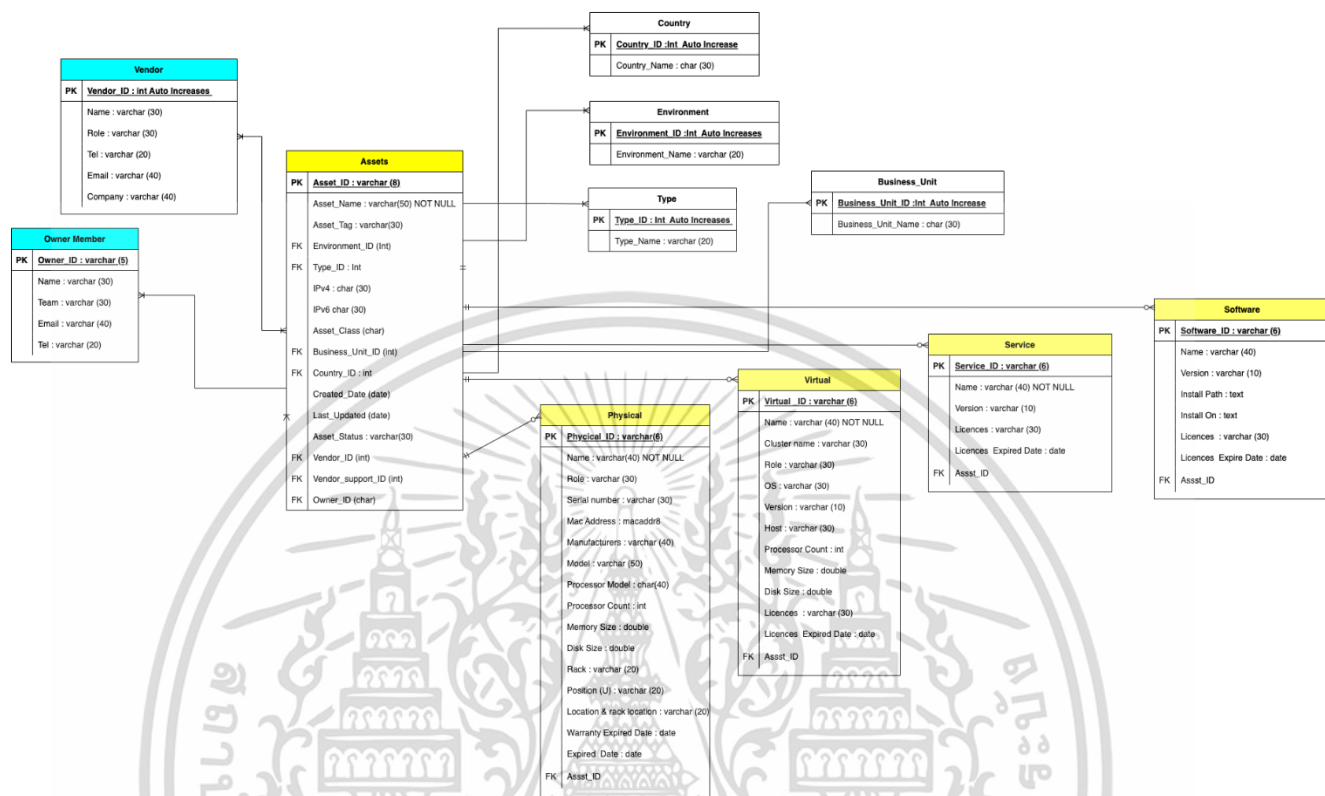 Country
PK Country_ID :Int Auto Increase
Country_Name : char (30)
Vendor
PK Vendor_ID : int Auto Increases
Name : varchar (30)
Role : varchar (30)
Tel : varchar (20)
Email : varchar (40)
Company : varchar (40)
Environment
PK Environment_ID :Int Auto Increases
Environment_Name : varchar (20)
Assets
PK Asset_ID : varchar (8)
Asset_Name : varchar(50) NOT NULL
Asset_Tag : varchar(30)
FK Environment_ID (Int)
FK Type_ID : Int
IPv4 : char (30)
IPv6 char (30)
Asset_Class (char)
FK Business_Unit_ID (int)
FK Country_ID : int
Created_Date (date)
Last_Updated (date)
Asset_Status : varchar(30)
FK Vendor_ID (int)
FK Vendor_support_ID (int)
FK Owner_ID (char)
Type
PK Type_ID : Int Auto Increases
Type_Name : varchar (20)
Business_Unit
PK Business_Unit_ID :Int Auto Increase
Business_Unit_Name : char (30)
Owner Member
PK Owner_ID : varchar (5)
Name : varchar (30)
Team : varchar (30)
Email : varchar (40)
Tel : varchar (20)
Software
PK Software_ID : varchar (6)
Name : varchar (40)
Version : varchar (10)
Install Path : text
Install On : text
Licences : varchar (30)
Licences Expire Date : date
FK Assst_ID
Service
PK Service_ID : varchar (6)
Name : varchar (40) NOT NULL
Version : varchar (10)
Licences : varchar (30)
Licences Expired Date : date
FK Assst_ID
Virtual
PK Virtual _ID : varchar (6)
Name : varchar (40) NOT NULL
Cluster name : varchar (30)
Role : varchar (30)
OS : varchar (30)
Version : varchar (10)
Host : varchar (30)
Processor Count : int
Memory Size : double
Disk Size : double
Licences : varchar (30)
Licences Expired Date : date
FK Assst_ID
Physical
PK Phycical_ID : varchar(6)
Name : varchar(40) NOT NULL
Role : varchar (30)
Serial number : varchar (30)
Mac Address : macaddr8
Manufacturers : varchar (40)
Model : varchar (50)
Processor Model : char(40)
Processor Count : int
Memory Size : double
Disk Size : double
Rack : varchar (20)
Position (U) : varchar (20)
Location & rack location : varchar (20)
Warranty Expired Date : date
Expired Date : date
FK Assst_ID